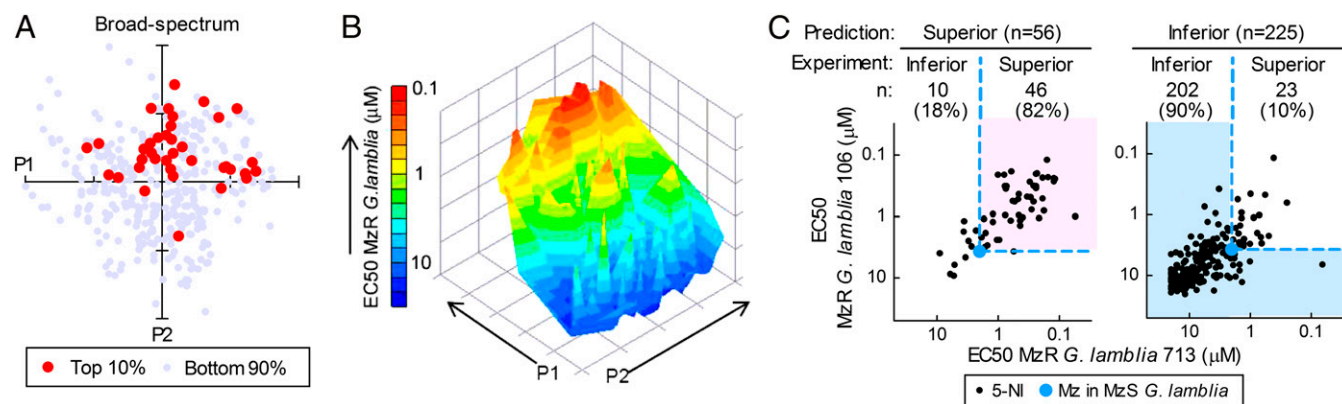 A
Broad-spectrum
P1
P2
Top 10% Bottom 90%
B
EC50 MzR G.lamblia (μM)
0.1
1
10
P1
P2
C
Prediction: Superior (n=56) Inferior (n=225)
Experiment: Inferior Superior Inferior Superior
n: 10 46 202 23
(18%) (82%) (90%) (10%)
EC50
MzR G. lamblia 106 (μM)
0.1
1
10
10 1 0.1
0.1
1
10
10 1 0.1
EC50 MzR G. lamblia 713 (μM)
5-NI Mz in MzS G. lamblia